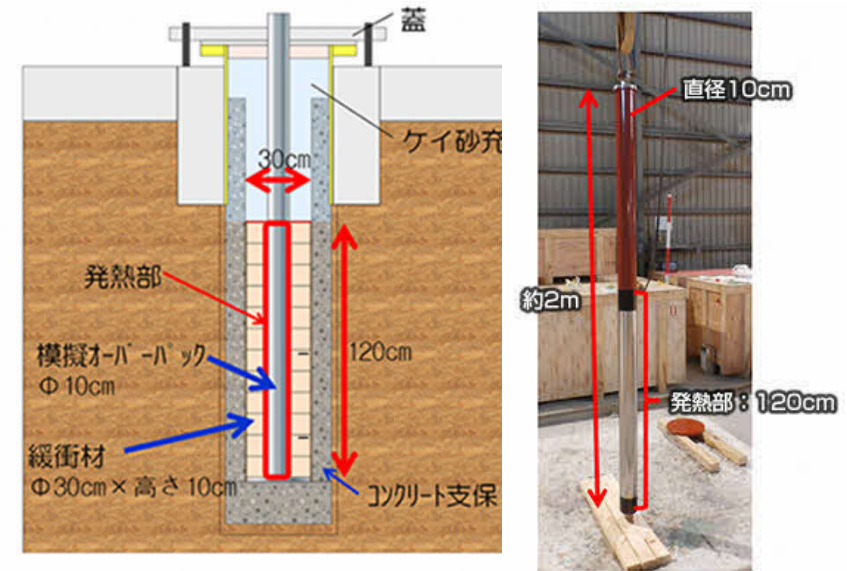 蓋
ケイ砂充
30cm
発熱部
120cm
模擬オーバーパック
Φ10cm
緩衝材
Φ30cm×高さ10cm
コンクリート支保
直径10cm
約2m
発熱部：120cm